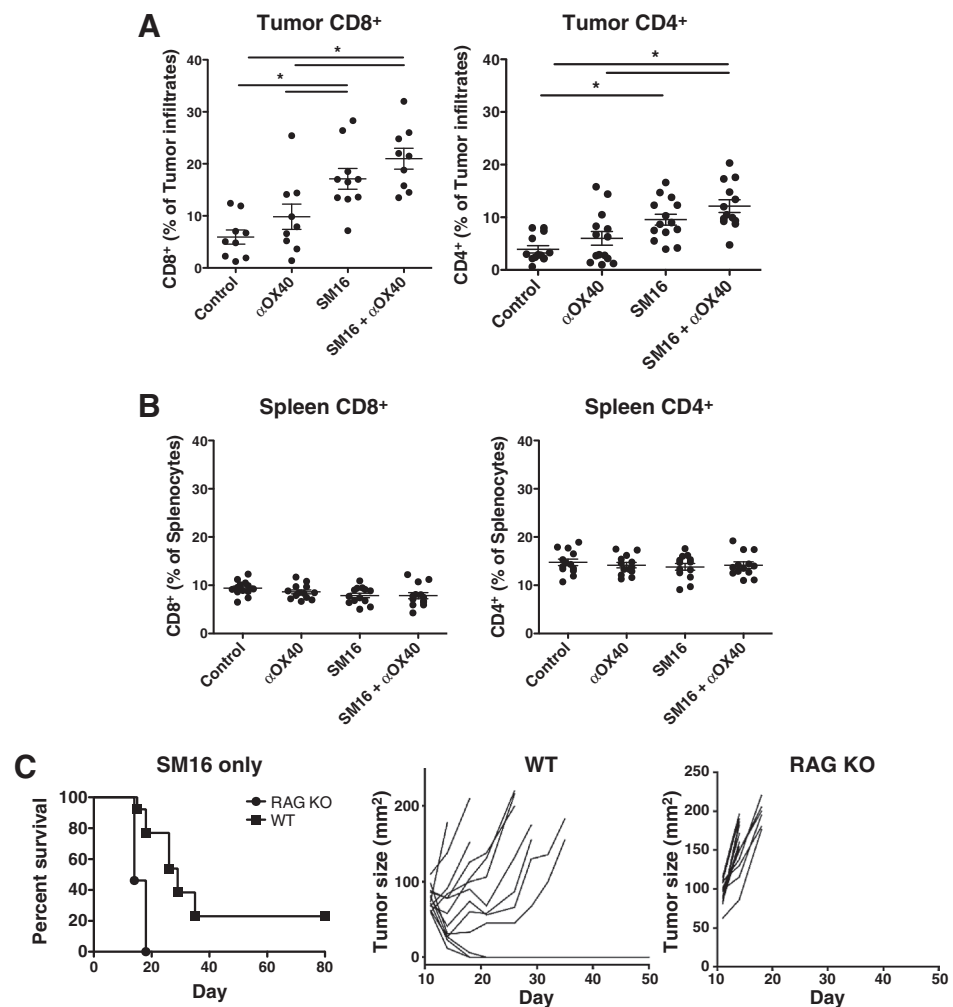 A
Tumor CD8+
Tumor CD4+
CD8+ (% of Tumor infiltrates)
40
30
20
10
0
*
*
Control
αOX40
SM16
SM16 + αOX40
CD4+ (% of Tumor infiltrates)
40
30
20
10
0
*
*
Control
αOX40
SM16
SM16 + αOX40
B
Spleen CD8+
Spleen CD4+
CD8+ (% of Splenocytes)
40
30
20
10
0
Control
αOX40
SM16
SM16 + αOX40
CD4+ (% of Splenocytes)
40
30
20
10
0
Control
αOX40
SM16
SM16 + αOX40
C
SM16 only
WT
RAG KO
Percent survival
100
80
60
40
20
0
RAG KO
WT
0 20 40 60 80
Day
Tumor size (mm2)
200
100
0
10 20 30 40 50
Day
Tumor size (mm2)
250
200
150
100
50
0
10 20 30 40 50
Day